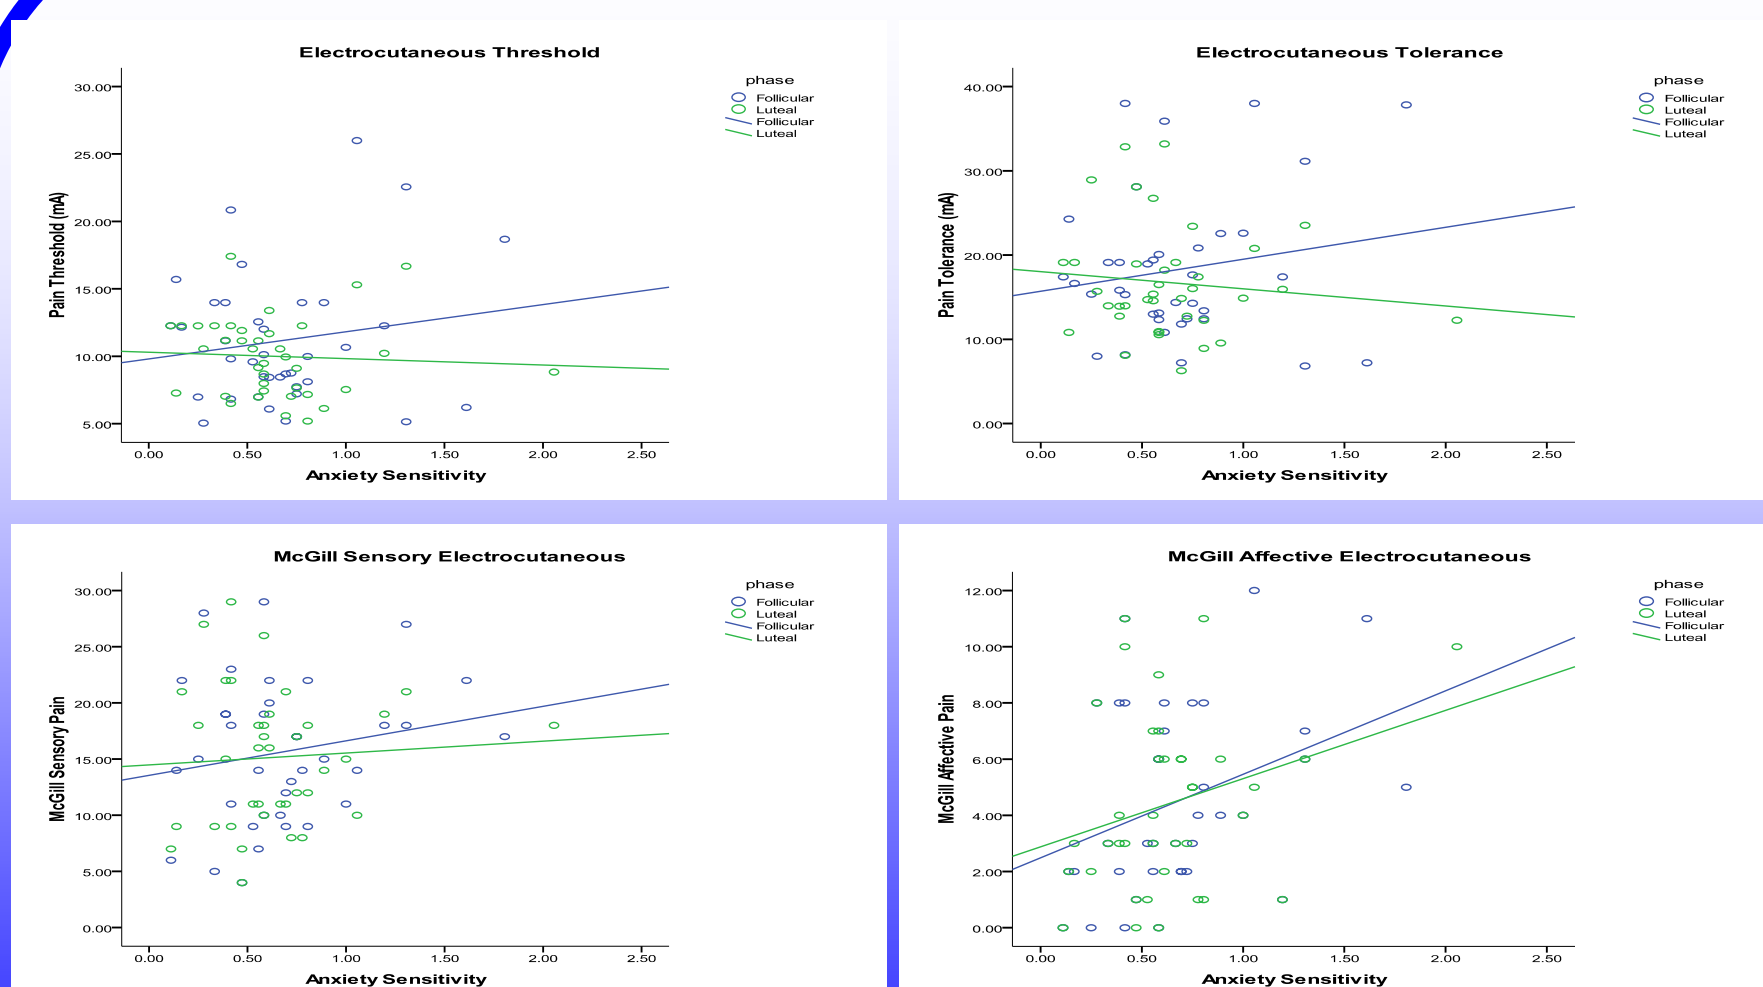 Electrocutaneous Threshold
phase
Follicular
Luteal
Follicular
Luteal
30.00
25.00
20.00
15.00
10.00
5.00
Pain Threshold (mA)
0.00 0.50 1.00 1.50 2.00 2.50
Anxiety Sensitivity
Electrocutaneous Tolerance
phase
Follicular
Luteal
Follicular
Luteal
40.00
30.00
20.00
10.00
0.00
Pain Tolerance (mA)
0.00 0.50 1.00 1.50 2.00 2.50
Anxiety Sensitivity
McGill Sensory Electrocutaneous
phase
Follicular
Luteal
Follicular
Luteal
30.00
25.00
20.00
15.00
10.00
5.00
0.00
McGill Sensory Pain
0.00 0.50 1.00 1.50 2.00 2.50
Anxiety Sensitivity
McGill Affective Electrocutaneous
phase
Follicular
Luteal
Follicular
Luteal
12.00
10.00
8.00
6.00
4.00
2.00
0.00
McGill Affective Pain
0.00 0.50 1.00 1.50 2.00 2.50
Anxiety Sensitivity